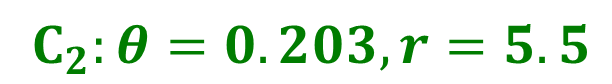 C₂: θ = 0.203, r = 5.5